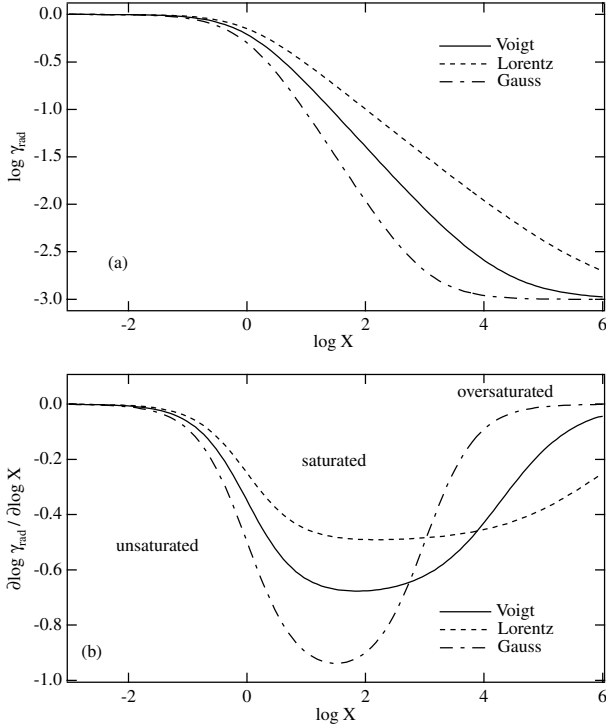 0.0
-0.5
-1.0
-1.5
-2.0
-2.5
-3.0
log γrad
Voigt
Lorentz
Gauss
(a)
-2 0 2 4 6
log X
0.0
-0.2
-0.4
-0.6
-0.8
-1.0
∂log γrad / ∂log X
oversaturated
saturated
unsaturated
Voigt
Lorentz
Gauss
(b)
-2 0 2 4 6
log X